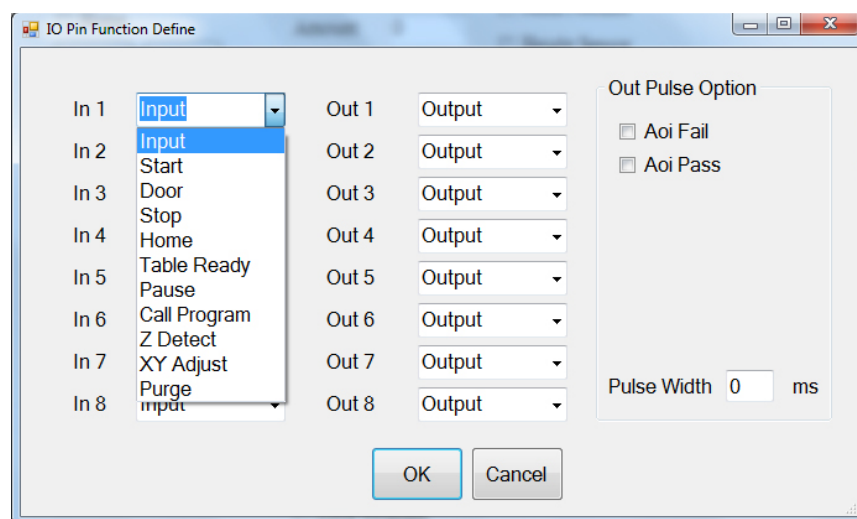 IO Pin Function Define
In 1
Input
Out 1
Output
In 2
Out 2
Output
In 3
Out 3
Output
In 4
Out 4
Output
In 5
Out 5
Output
In 6
Out 6
Output
In 7
Out 7
Output
In 8
Input
Out 8
Output
Input
Start
Door
Stop
Home
Table Ready
Pause
Call Program
Z Detect
XY Adjust
Purge
Out Pulse Option
Aoi Fail
Aoi Pass
Pulse Width 0 ms
OK
Cancel